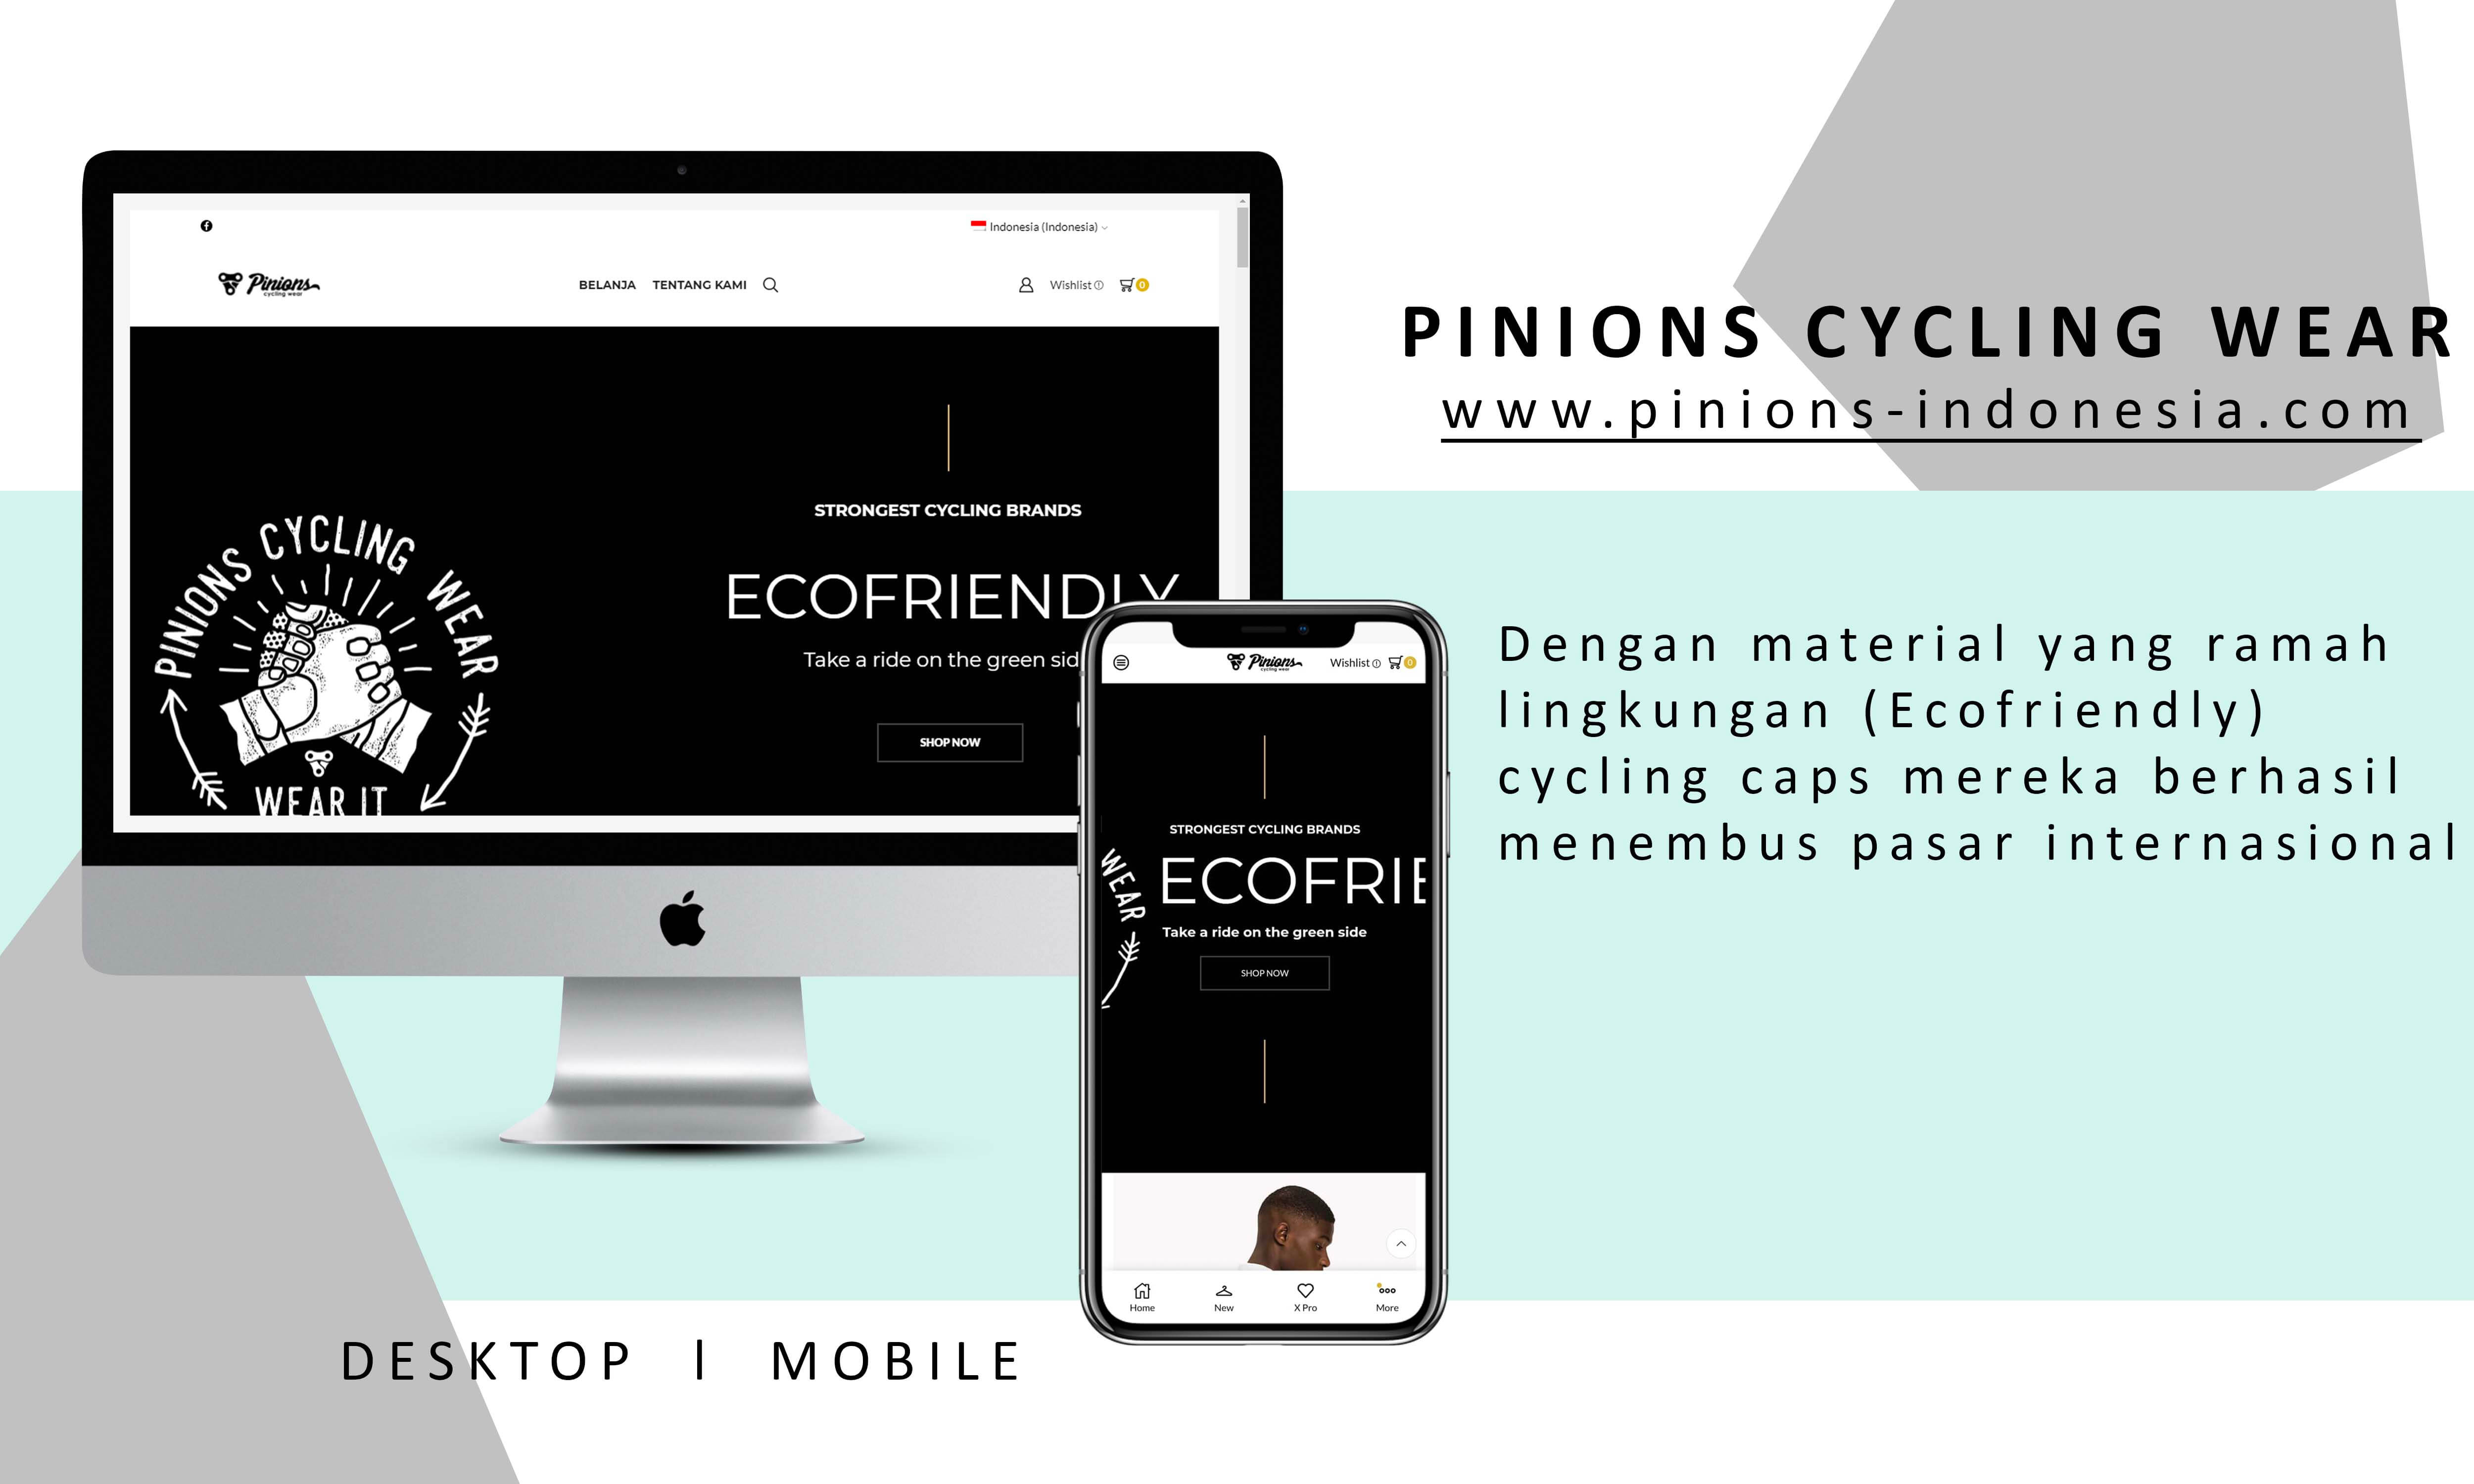 Indonesia (Indonesia)
Pinions
cycling wear
BELANJA TENTANG KAMI
Wishlist
0
STRONGEST CYCLING BRANDS
ECOFRIENDLY
Take a ride on the green sid
SHOP NOW
PINIONS CYCLING WEAR
WEAR IT
PINIONS CYCLING WEAR
www.pinions-indonesia.com
Dengan material yang ramah
lingkungan (Ecofriendly)
cycling caps mereka berhasil
menembus pasar internasional
Pinions
cycling wear
Wishlist
0
STRONGEST CYCLING BRANDS
WEAR
ECOFRIE
Take a ride on the green side
SHOP NOW
Home New X Pro More
DESKTOP | MOBILE